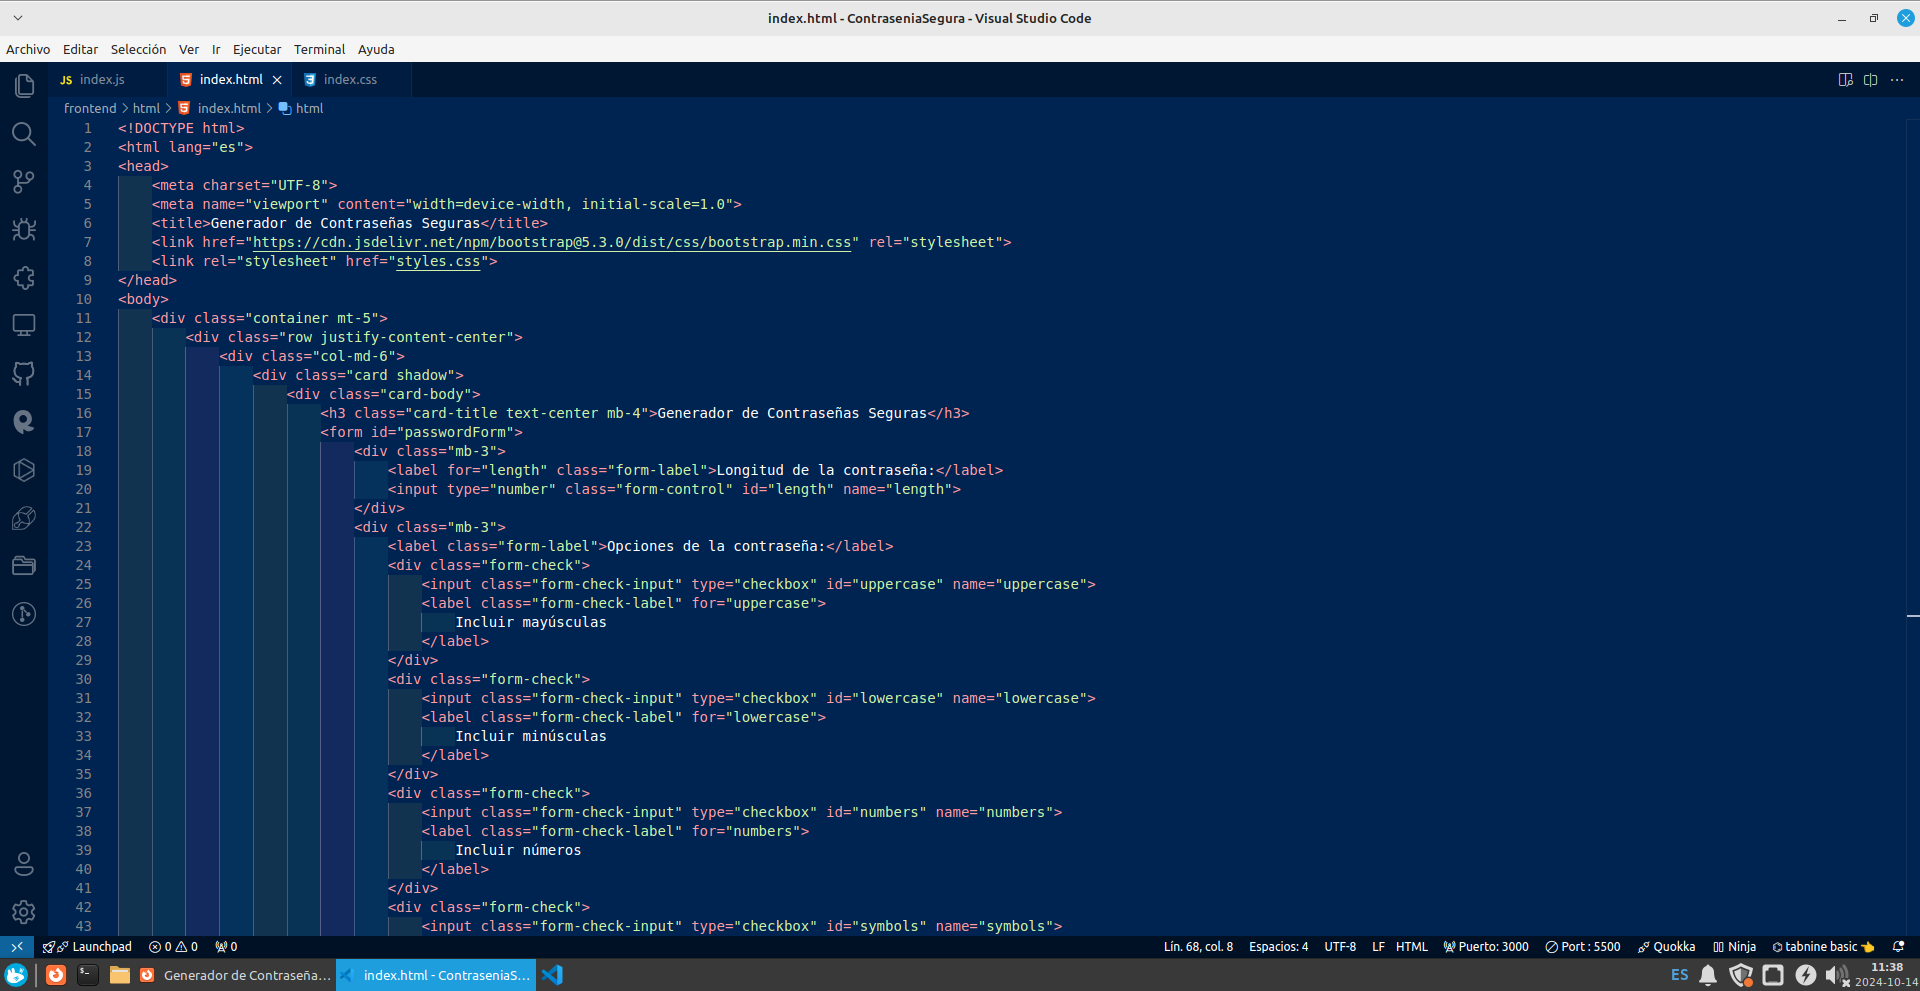 index.html - ContraseniaSegura - Visual Studio Code
Archivo Editar Selección Ver Ir Ejecutar Terminal Ayuda
JS index.js index.html index.css
frontend > html > index.html > html
1 <!DOCTYPE html>
2 <html lang="es">
3 <head>
4 <meta charset="UTF-8">
5 <meta name="viewport" content="width=device-width, initial-scale=1.0">
6 <title>Generador de Contraseñas Seguras</title>
7 <link href="https://cdn.jsdelivr.net/npm/bootstrap@5.3.0/dist/css/bootstrap.min.css" rel="stylesheet">
8 <link rel="stylesheet" href="styles.css">
9 </head>
10 <body>
11 <div class="container mt-5">
12 <div class="row justify-content-center">
13 <div class="col-md-6">
14 <div class="card shadow">
15 <div class="card-body">
16 <h3 class="card-title text-center mb-4">Generador de Contraseñas Seguras</h3>
17 <form id="passwordForm">
18 <div class="mb-3">
19 <label for="length" class="form-label">Longitud de la contraseña:</label>
20 <input type="number" class="form-control" id="length" name="length">
21 </div>
22 <div class="mb-3">
23 <label class="form-label">Opciones de la contraseña:</label>
24 <div class="form-check">
25 <input class="form-check-input" type="checkbox" id="uppercase" name="uppercase">
26 <label class="form-check-label" for="uppercase">
27 Incluir mayúsculas
28 </label>
29 </div>
30 <div class="form-check">
31 <input class="form-check-input" type="checkbox" id="lowercase" name="lowercase">
32 <label class="form-check-label" for="lowercase">
33 Incluir minúsculas
34 </label>
35 </div>
36 <div class="form-check">
37 <input class="form-check-input" type="checkbox" id="numbers" name="numbers">
38 <label class="form-check-label" for="numbers">
39 Incluir números
40 </label>
41 </div>
42 <div class="form-check">
43 <input class="form-check-input" type="checkbox" id="symbols" name="symbols">
Launchpad 0 0 0 Lín. 68, col. 8 Espacios: 4 UTF-8 LF HTML Puerto: 3000 Port : 5500 Quokka Ninja tabnine basic
Generador de Contraseña... index.html - ContraseniaS... ES 11:38
2024-10-14